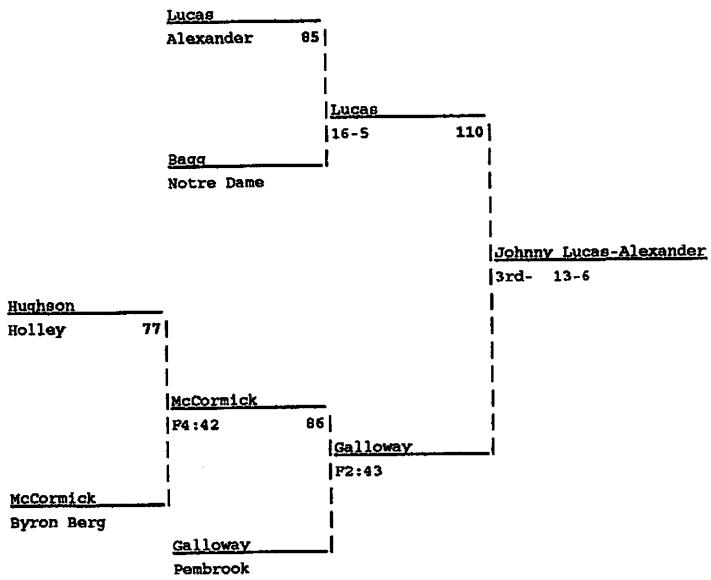 Lucas
Alexander 85
Lucas
16-5 110
Bagg
Notre Dame
Johnny Lucas-Alexander
3rd- 13-6
Hughson
Holley 77
McCormick
F4:42 86
Galloway
F2:43
McCormick
Byron Berg
Galloway
Pembrook